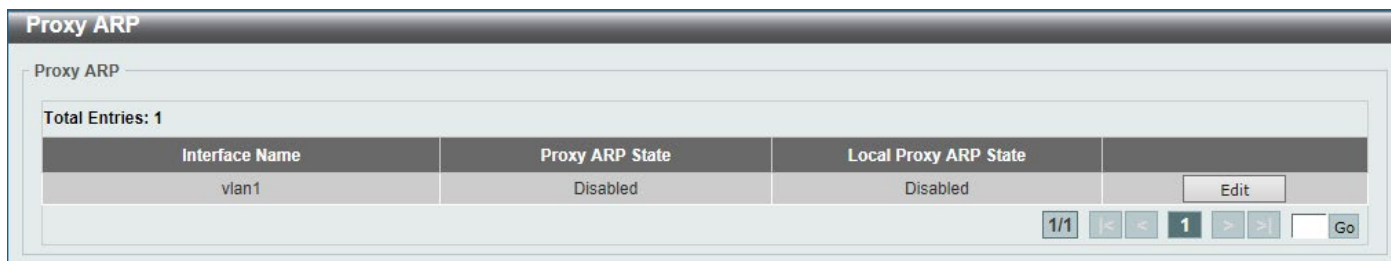 Proxy ARP
Proxy ARP
Total Entries: 1
Interface Name Proxy ARP State Local Proxy ARP State
vlan1 Disabled Disabled Edit
1/1 |< < 1 > >| Go